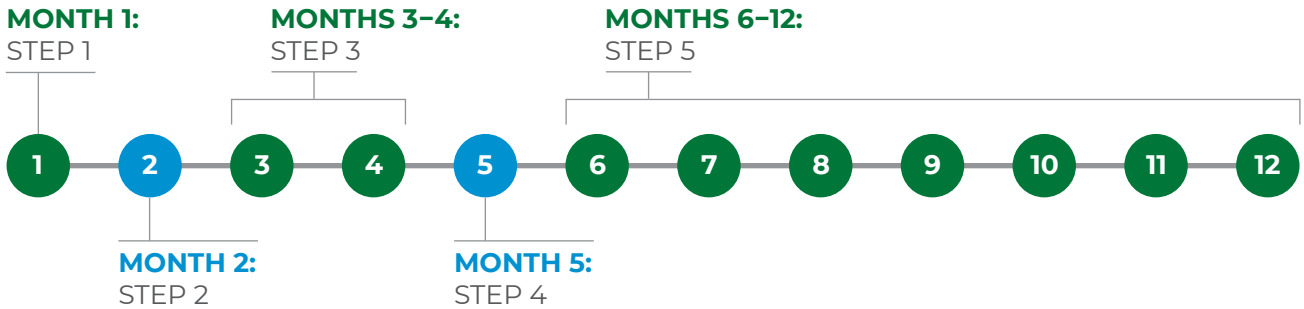 MONTH 1:
STEP 1
MONTHS 3–4:
STEP 3
MONTHS 6–12:
STEP 5
1 2 3 4 5 6 7 8 9 10 11 12
MONTH 2:
STEP 2
MONTH 5:
STEP 4